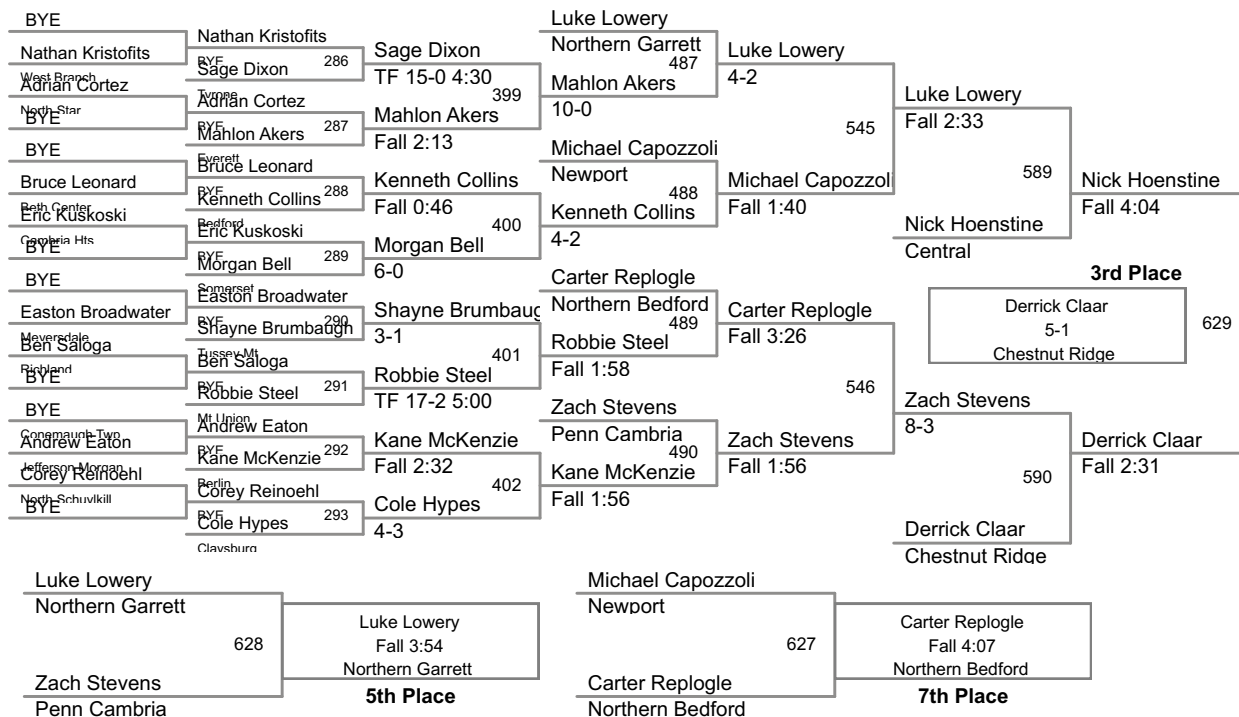 BYE
Nathan Kristofits
West Branch
Adrian Cortez
North Star
BYE
BYE
Bruce Leonard
Beth Center
Eric Kuskoski
Cambria Hts
BYE
BYE
Easton Broadwater
Meyersdale
Ben Saloga
Richland
BYE
BYE
Conemaugh Twp
Andrew Eaton
Jefferson Morgan
Corey Reinoehl
North Schuylkill
BYE
Nathan Kristofits
BYE
286
Sage Dixon
Tyrone
Adrian Cortez
BYE
287
Mahlon Akers
Everett
Bruce Leonard
BYE
288
Kenneth Collins
Bedford
Eric Kuskoski
BYE
289
Morgan Bell
Somerset
Easton Broadwater
BYE
290
Shayne Brumbaugh
Tussey Mt
Ben Saloga
BYE
291
Robbie Steel
Mt Union
Andrew Eaton
BYE
292
Kane McKenzie
Berlin
Corey Reinoehl
BYE
293
Cole Hypes
Claysburg
Sage Dixon
TF 15-0 4:30
399
Mahlon Akers
Fall 2:13
Kenneth Collins
Fall 0:46
400
Morgan Bell
6-0
Shayne Brumbaug
3-1
401
Robbie Steel
TF 17-2 5:00
Kane McKenzie
Fall 2:32
402
Cole Hypes
4-3
Luke Lowery
Northern Garrett
487
Mahlon Akers
10-0
Michael Capozzoli
Newport
488
Kenneth Collins
4-2
Carter Replogle
Northern Bedford
489
Robbie Steel
Fall 1:58
Zach Stevens
Penn Cambria
490
Kane McKenzie
Fall 1:56
Luke Lowery
4-2
545
Michael Capozzoli
Fall 1:40
Carter Replogle
Fall 3:26
546
Zach Stevens
Fall 1:56
Luke Lowery
Fall 2:33
589
Nick Hoenstine
Central
Zach Stevens
8-3
590
Derrick Claar
Chestnut Ridge
Nick Hoenstine
Fall 4:04
3rd Place
Derrick Claar
5-1
Chestnut Ridge
629
Derrick Claar
Fall 2:31
Luke Lowery
Northern Garrett
628
Zach Stevens
Penn Cambria
Luke Lowery
Fall 3:54
Northern Garrett
5th Place
Michael Capozzoli
Newport
627
Carter Replogle
Northern Bedford
Carter Replogle
Fall 4:07
Northern Bedford
7th Place